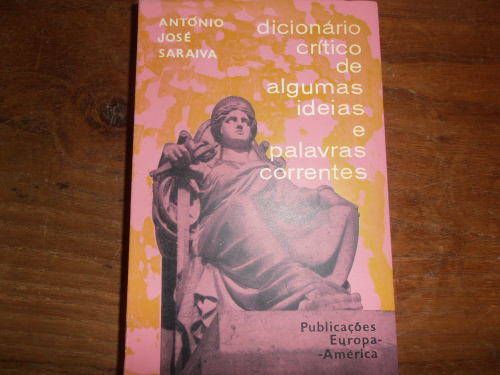 ANTÓNIO
JOSÉ
SARAIVA
dicionário
crítico
de
algumas
ideias
e
palavras
correntes
Publicações
Europa-
-América